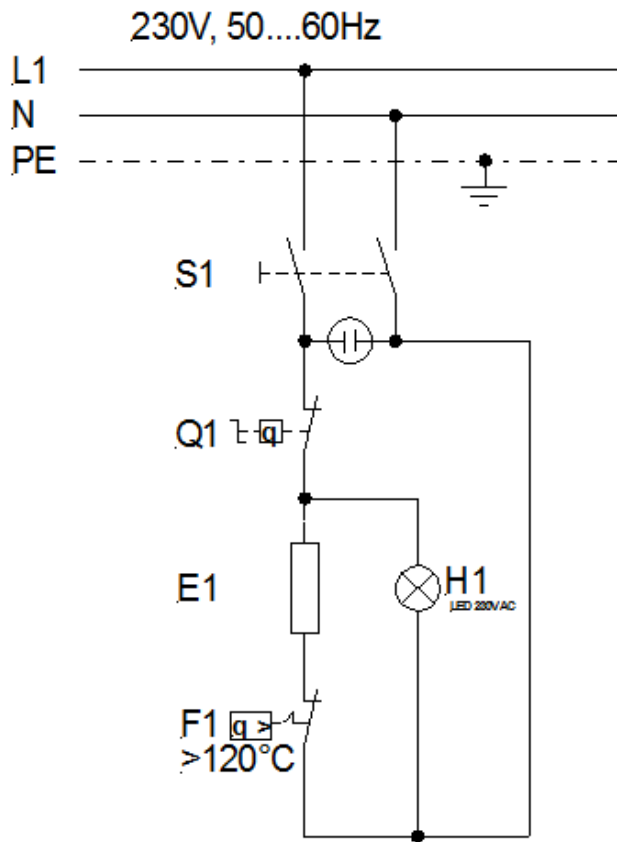 230V, 50....60Hz
L1
N
PE
S1
Q1 q
E1
H1
LED 230VAC
F1 q >
>120°C